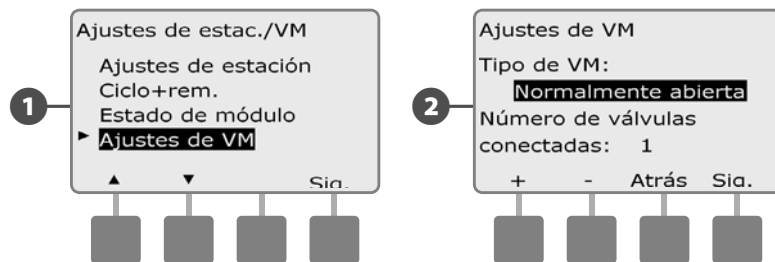 Ajustes de estac./VM
Ajustes de estación
Ciclo+rem.
Estado de módulo
► Ajustes de VM
▲ ▼ Sig.
1
Ajustes de VM
Tipo de VM:
Normalmente abierta
Número de válvulas
conectadas: 1
+ - Atrás Sig.
2